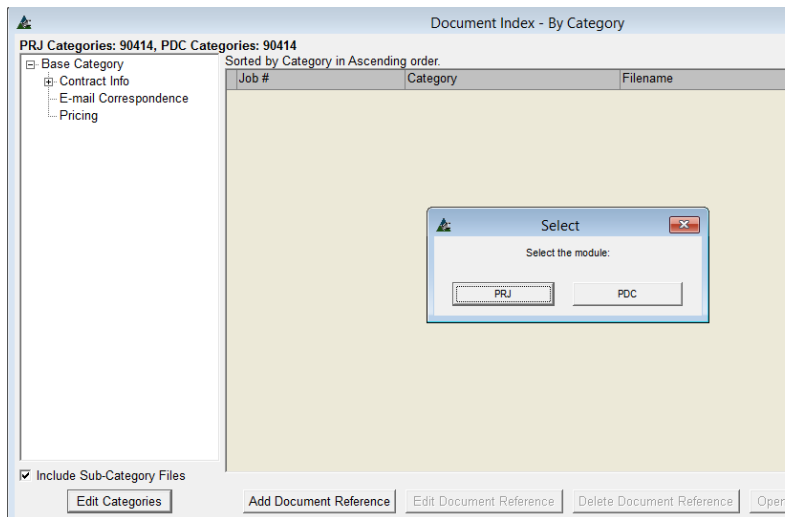 Document Index - By Category
PRJ Categories: 90414, PDC Categories: 90414
Base Category
Contract Info
E-mail Correspondence
Pricing
Sorted by Category in Ascending order.
Job # Category Filename
Select
Select the module:
PRJ PDC
Include Sub-Category Files
Edit Categories Add Document Reference Edit Document Reference Delete Document Reference Open